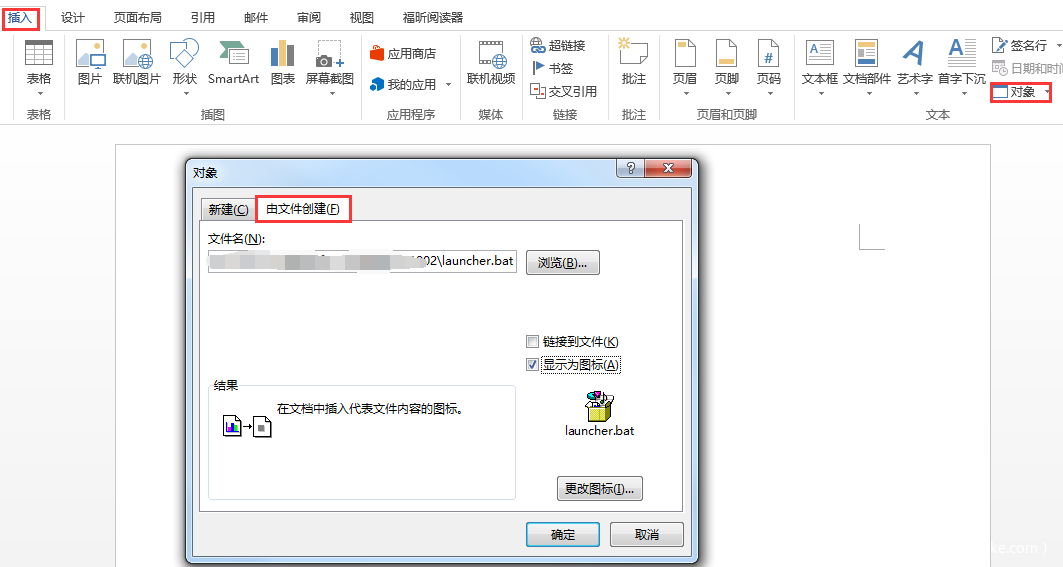 插入 设计 页面布局 引用 邮件 审阅 视图 福昕阅读器
表格 图片 联机图片 形状 SmartArt 图表 屏幕截图
应用商店
我的应用
联机视频
超链接
书签
交叉引用
批注
页眉 页脚 页码
文本框 文档部件 艺术字 首字下沉
签名行
日期和时间
对象
表格 插图 应用程序 媒体 链接 批注 页眉和页脚 文本
对象
?
新建(C) 由文件创建(F)
文件名(N):
002\launcher.bat 浏览(B)...
链接到文件(K)
显示为图标(A)
结果
在文档中插入代表文件内容的图标。
launcher.bat
更改图标(I)...
确定 取消
ke.com）